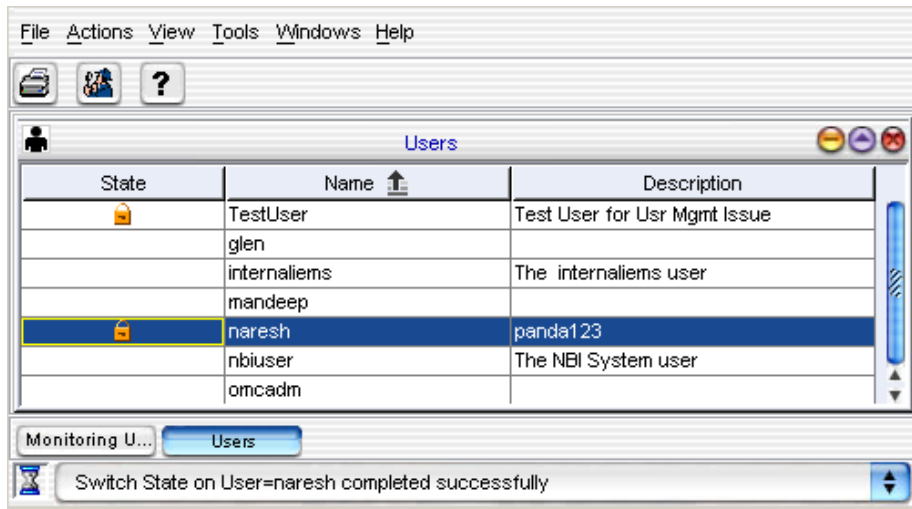 File Actions View Tools Windows Help
?
Users
State Name Description
TestUser Test User for Usr Mgmt Issue
glen
internaliems The internaliems user
mandeep
naresh panda123
nbiuser The NBI System user
omcadm
Monitoring U... Users
Switch State on User=naresh completed successfully